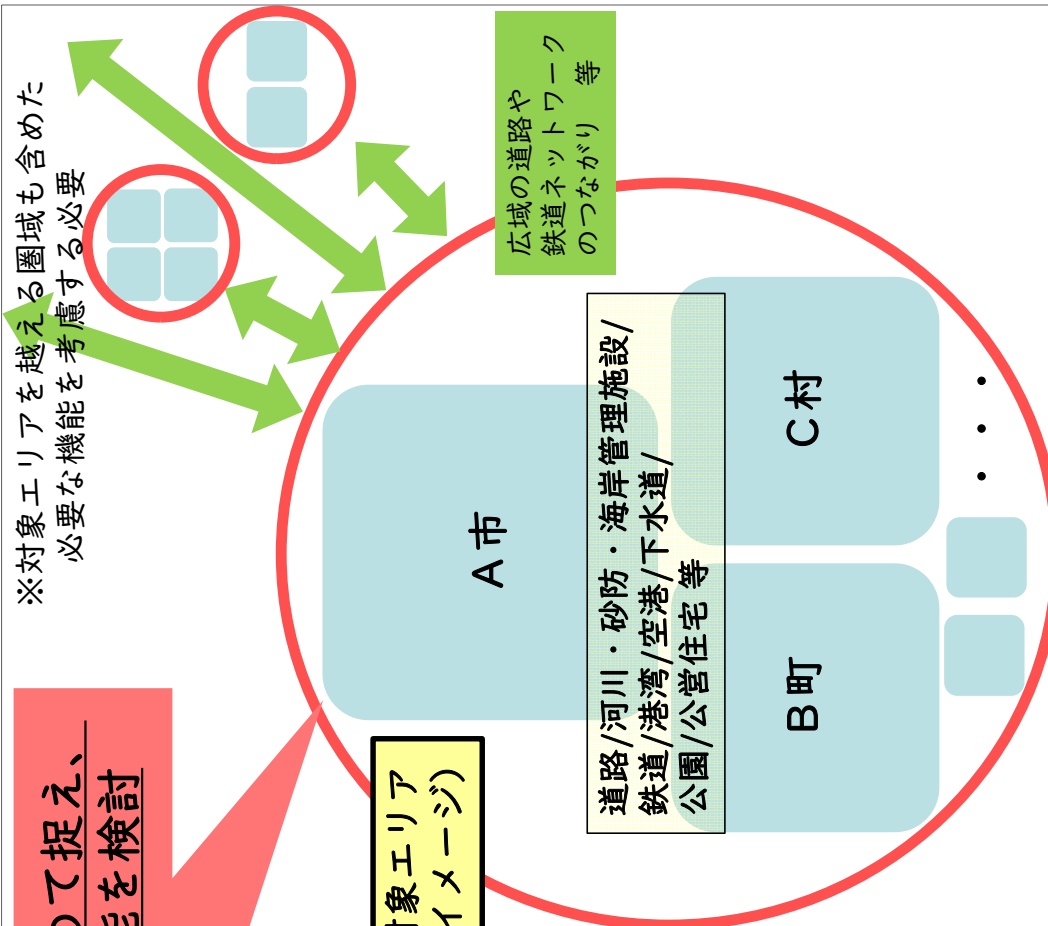 ※対象エリアを越える圏域も含めた
必要な機能を考慮する必要
めて捉え、
能を検討
対象エリア
イメージ）
広域の道路や
鉄道ネットワーク
のつながり　等
A市
道路/河川・砂防・海岸管理施設/
鉄道/港湾/空港/下水道/
公園/公営住宅 等
B町
C村
・・・